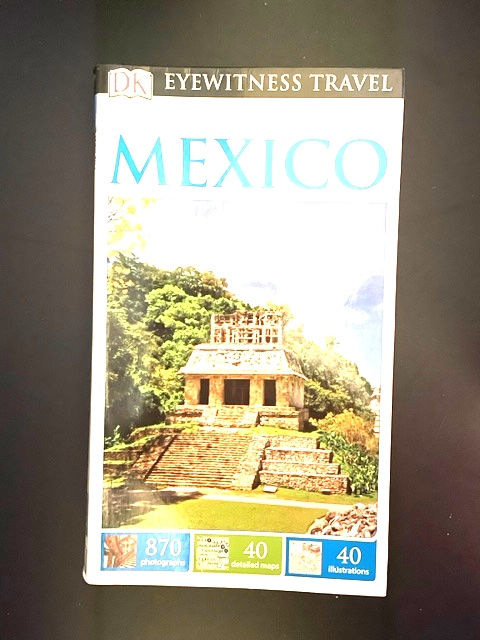 DK EYEWITNESS TRAVEL
MEXICO
870
photographs
40
detailed maps
40
illustrations